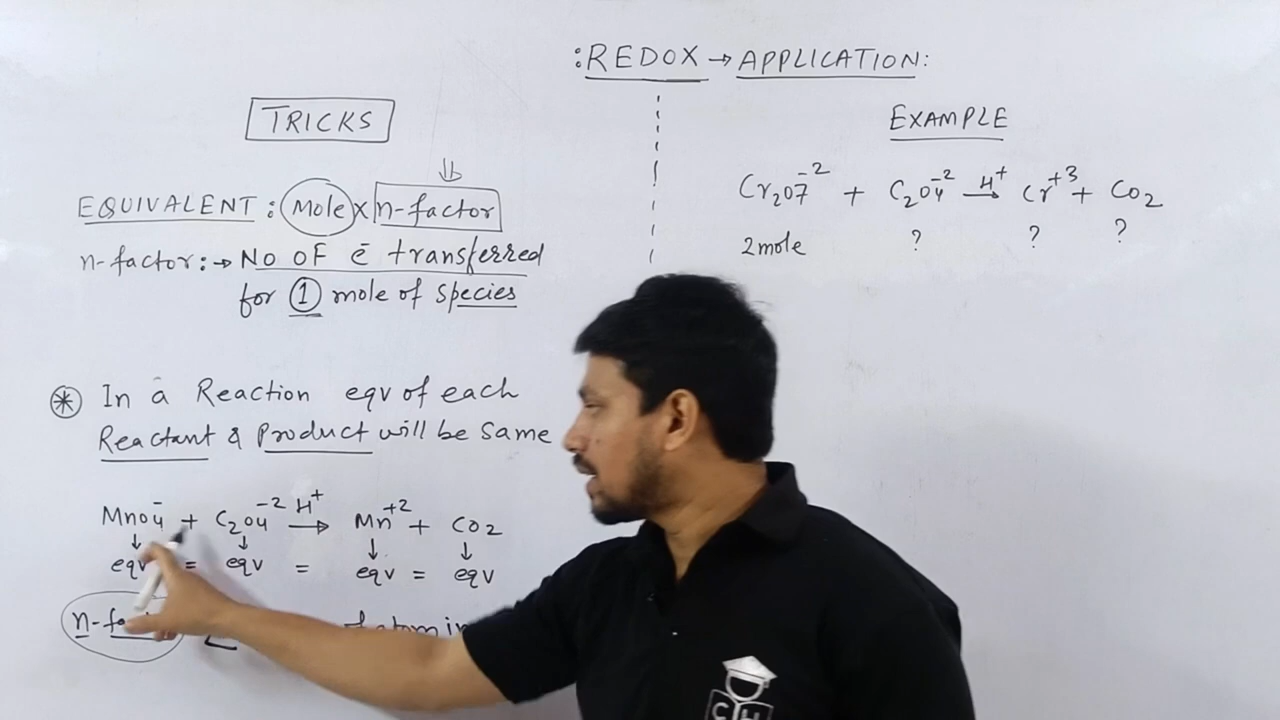 :REDOX → APPLICATION:
TRICKS
EQUIVALENT : Mole × n-factor
n-factor :→ No OF ē transferred
for ① mole of species
* In a Reaction eqv of each
Reactant & Product will be same
MnO4⁻ + C2O4⁻² H⁺→ Mn⁺² + CO2
↓ ↓ ↓ ↓
eqv = eqv = eqv = eqv
EXAMPLE
Cr2O7⁻² + C2O4⁻² H⁺→ Cr⁺³ + CO2
2mole ? ? ?
C H